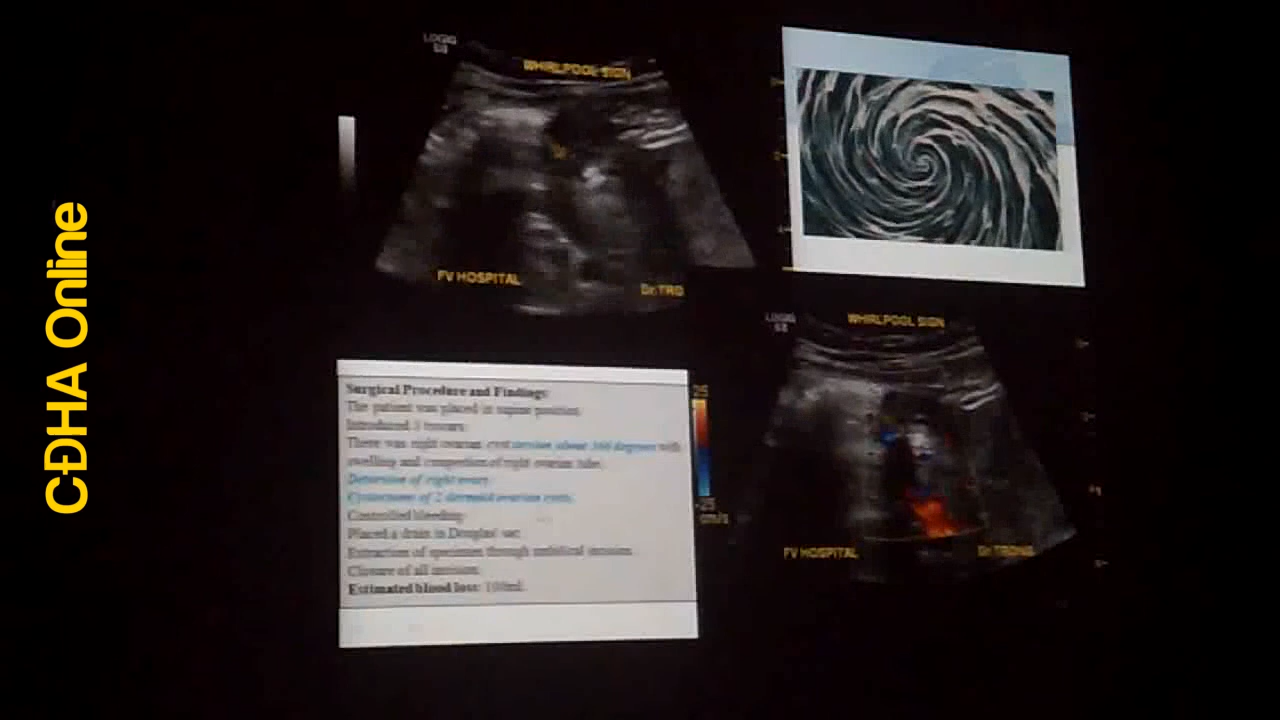 CĐHA Online
LOGIQ
WHIRLPOOL SIGN
FV HOSPITAL
Dr.TRO
Surgical Procedure and Findings:
The patient was placed in supine position.
Introduced 3 trocars.
There was right ovarian cyst torsion about 360 degrees with
swelling and congestion of right ovarian tube.
Detorsion of right ovary.
Cystectomy of 2 dermoid ovarian cysts.
Controlled bleeding.
Placed a drain in Douglas' sac.
Extraction of specimen through umbilical incision.
Closure of all incisions.
Estimated blood loss: 100ml.
25
-25
cm/s
LOGIQ
WHIRLPOOL SIGN
FV HOSPITAL
Dr.TRONG